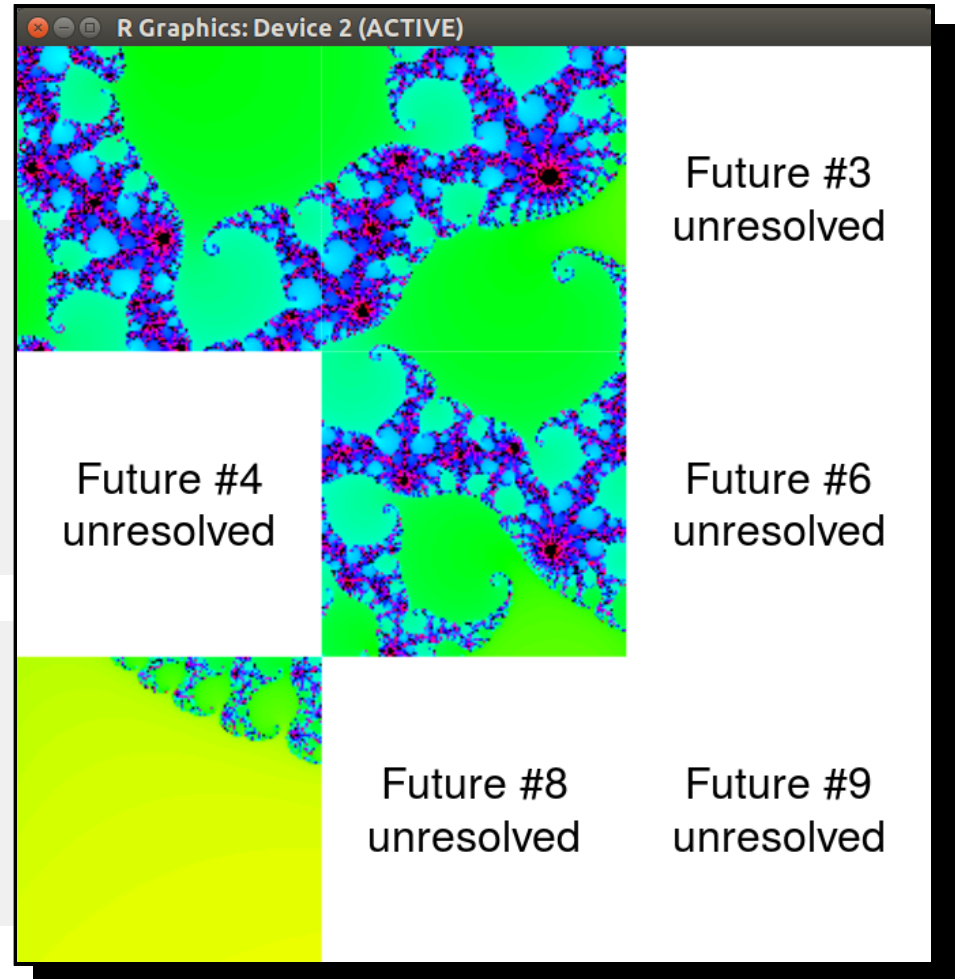 R Graphics: Device 2 (ACTIVE)
Future #3
unresolved
Future #4
unresolved
Future #6
unresolved
Future #8
unresolved
Future #9
unresolved